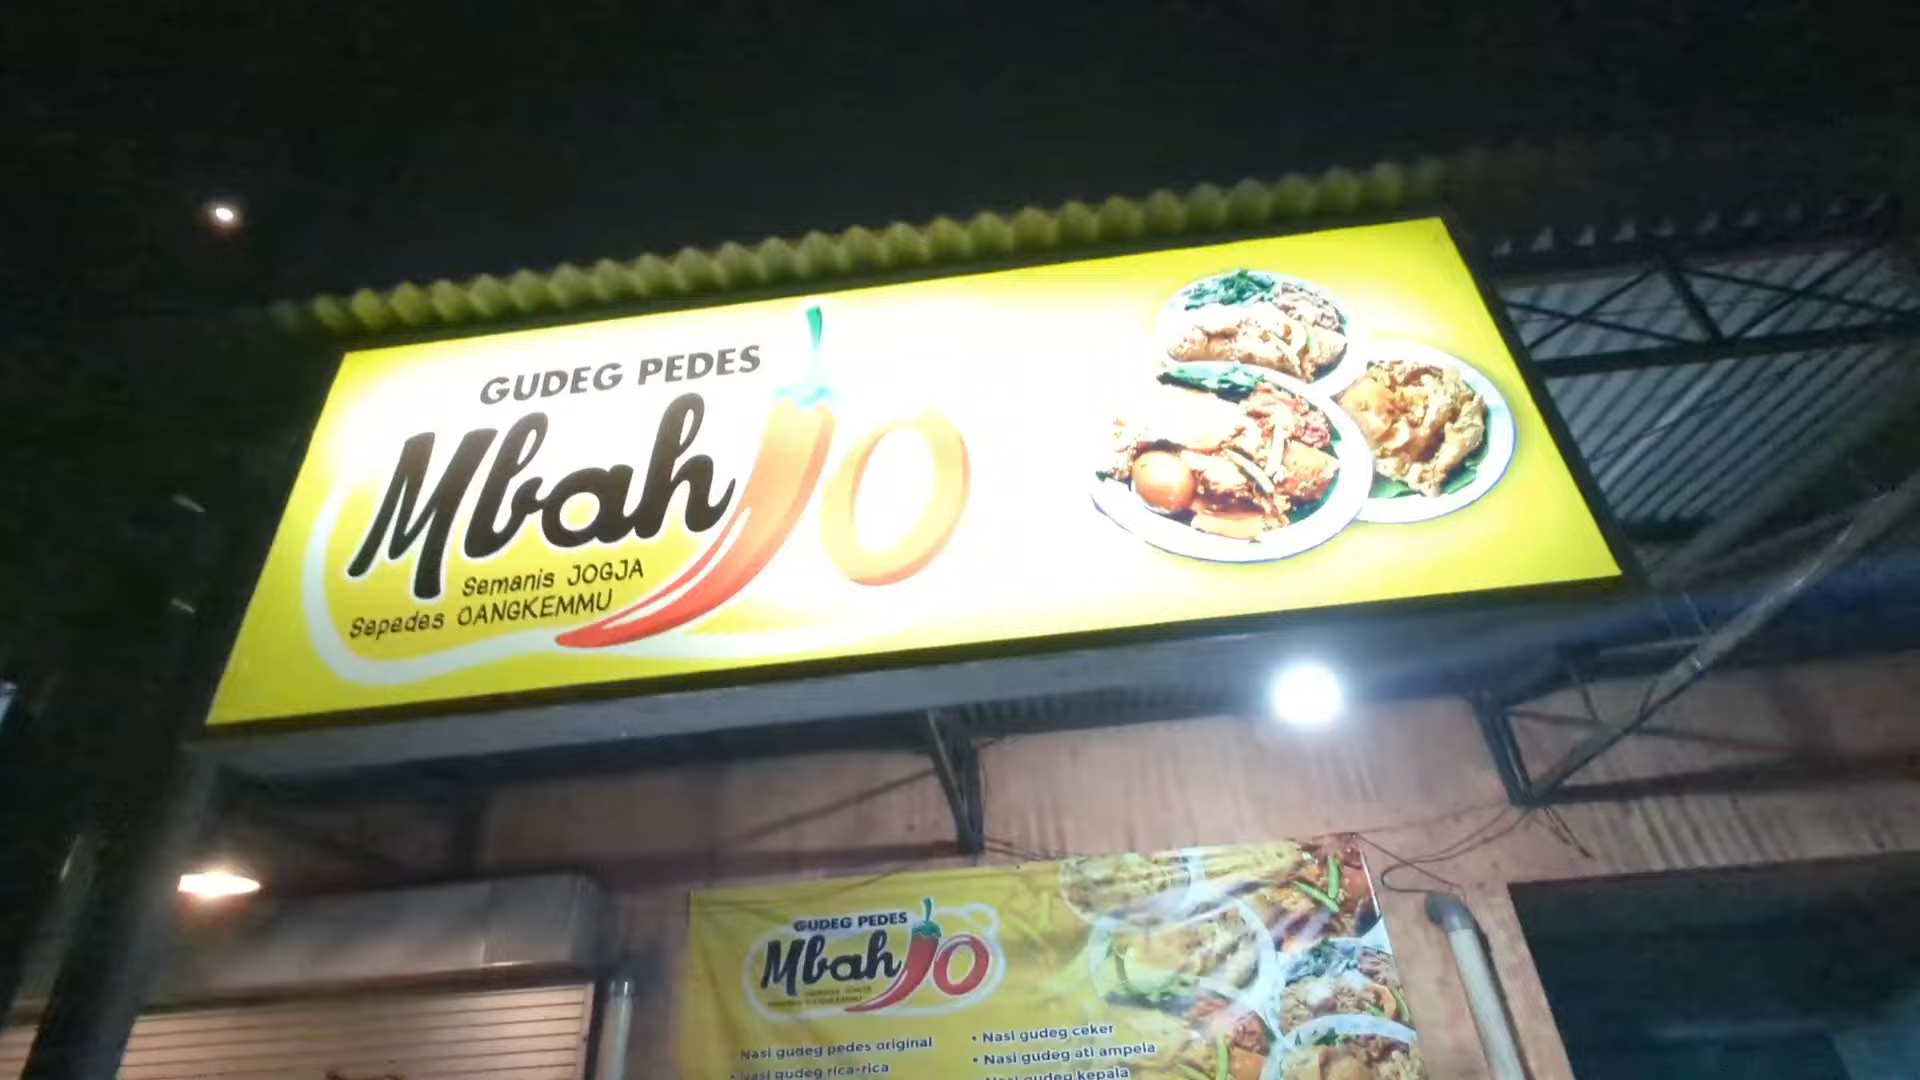 GUDEG PEDES
Mbah Jo
Semanis JOGJA
Sepedes OANGKEMMU
GUDEG PEDES
Mbah Jo
Nasi gudeg pedes original
Nasi gudeg rica-rica
• Nasi gudeg ceker
• Nasi gudeg ati ampela
Nasi gudeg kepala